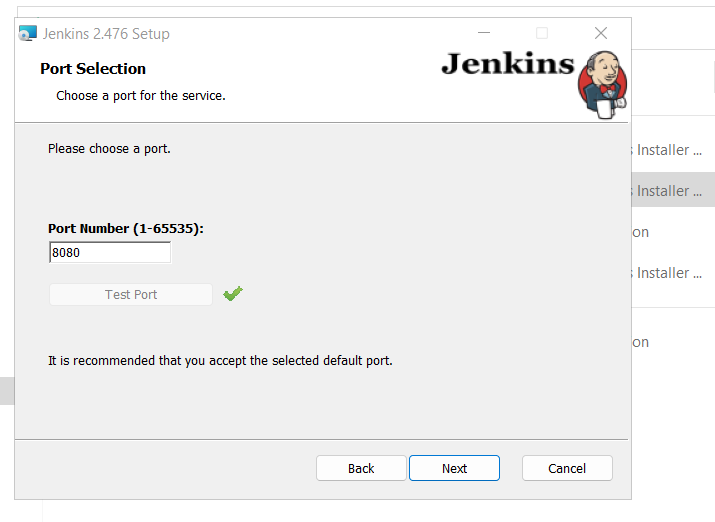 Jenkins 2.476 Setup
Port Selection
Choose a port for the service.
Jenkins
Please choose a port.
Port Number (1-65535):
8080
Test Port
It is recommended that you accept the selected default port.
Back
Next
Cancel
Installer ...
Installer ...
on
Installer ...
on